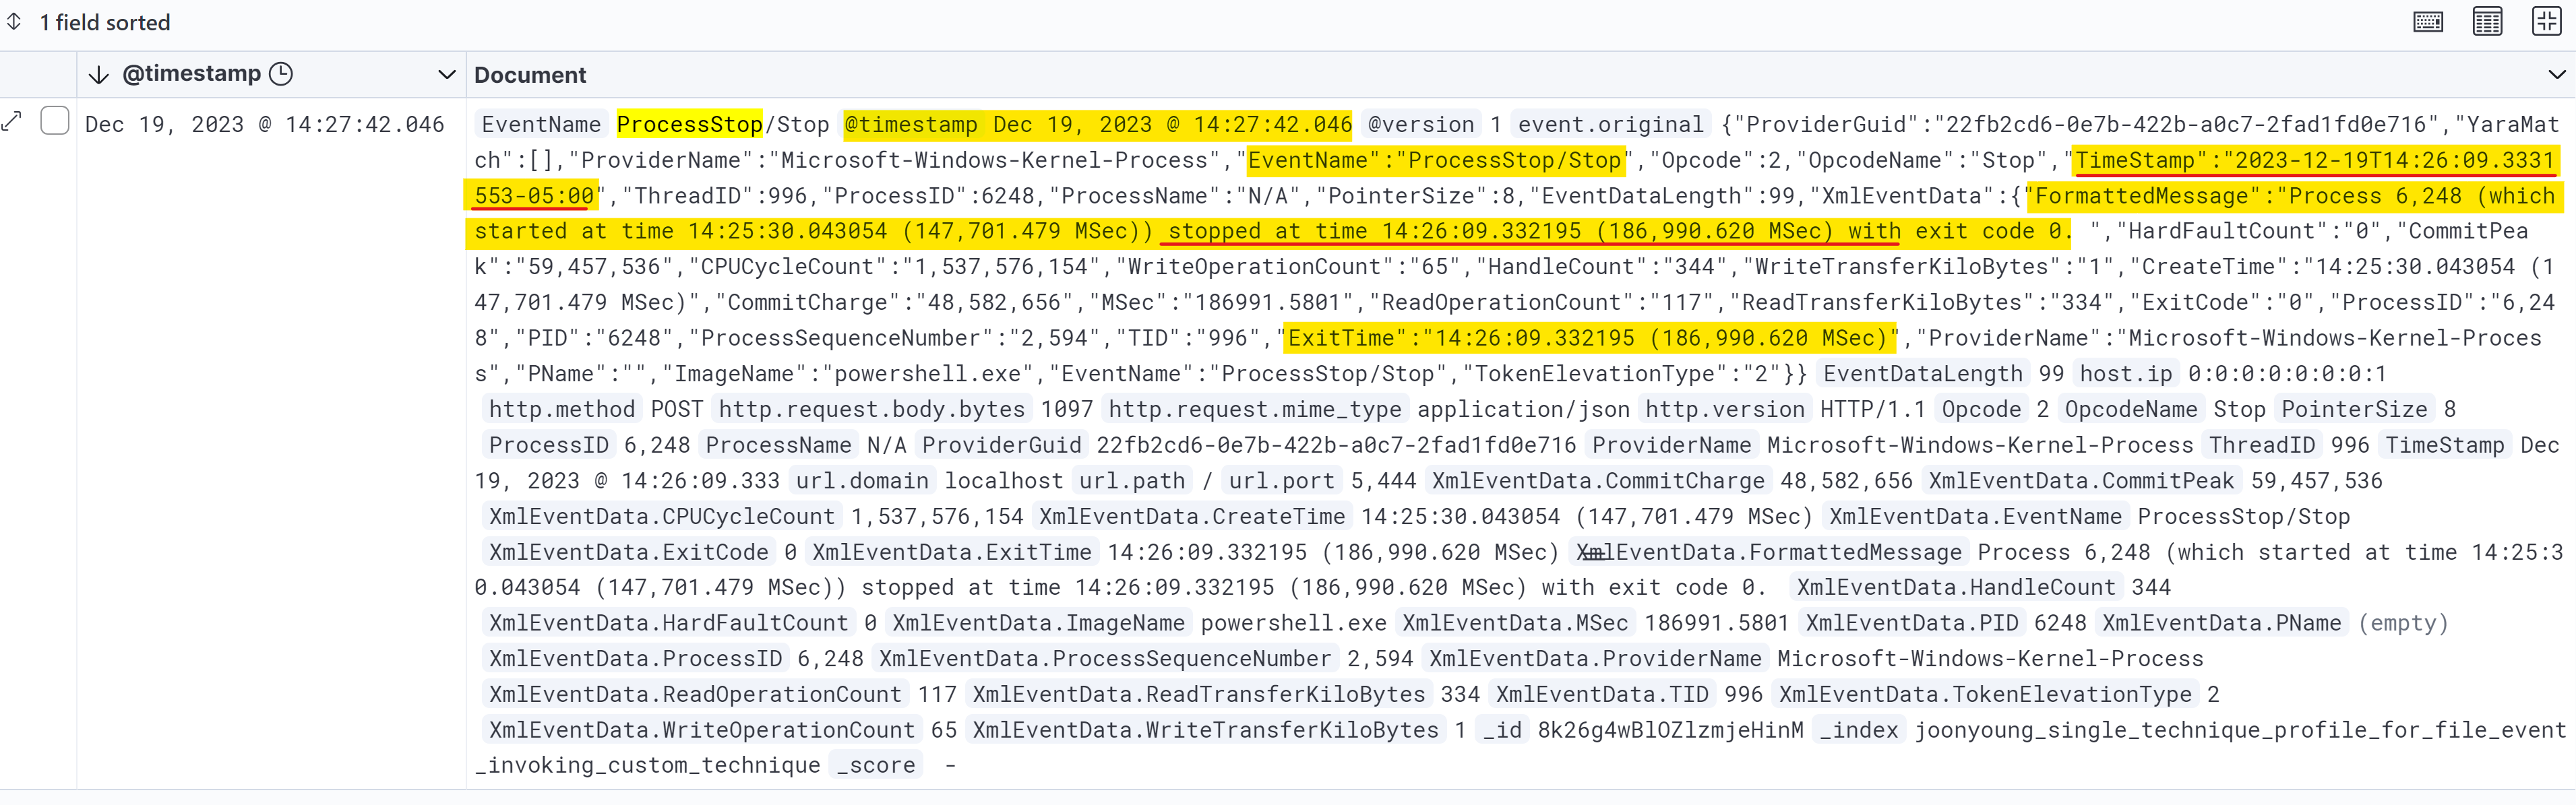 1 field sorted
@timestamp Document
Dec 19, 2023 @ 14:27:42.046 EventName ProcessStop/Stop @timestamp Dec 19, 2023 @ 14:27:42.046 @version 1 event.original {"ProviderGuid":"22fb2cd6-0e7b-422b-a0c7-2fad1fd0e716","YaraMat
ch":[],"ProviderName":"Microsoft-Windows-Kernel-Process","EventName":"ProcessStop/Stop","Opcode":2,"OpcodeName":"Stop","TimeStamp":"2023-12-19T14:26:09.3331
553-05:00","ThreadID":996,"ProcessID":6248,"ProcessName":"N/A","PointerSize":8,"EventDataLength":99,"XmlEventData":{"FormattedMessage":"Process 6,248 (which
started at time 14:25:30.043054 (147,701.479 MSec)) stopped at time 14:26:09.332195 (186,990.620 MSec) with exit code 0. ","HardFaultCount":"0","CommitPea
k":"59,457,536","CPUCycleCount":"1,537,576,154","WriteOperationCount":"65","HandleCount":"344","WriteTransferKiloBytes":"1","CreateTime":"14:25:30.043054 (1
47,701.479 MSec)","CommitCharge":"48,582,656","MSec":"186991.5801","ReadOperationCount":"117","ReadTransferKiloBytes":"334","ExitCode":"0","ProcessID":"6,24
8","PID":"6248","ProcessSequenceNumber":"2,594","TID":"996","ExitTime":"14:26:09.332195 (186,990.620 MSec)","ProviderName":"Microsoft-Windows-Kernel-Proces
s","PName":"","ImageName":"powershell.exe","EventName":"ProcessStop/Stop","TokenElevationType":"2"}} EventDataLength 99 host.ip 0:0:0:0:0:0:0:1
http.method POST http.request.body.bytes 1097 http.request.mime_type application/json http.version HTTP/1.1 Opcode 2 OpcodeName Stop PointerSize 8
ProcessID 6,248 ProcessName N/A ProviderGuid 22fb2cd6-0e7b-422b-a0c7-2fad1fd0e716 ProviderName Microsoft-Windows-Kernel-Process ThreadID 996 TimeStamp Dec
19, 2023 @ 14:26:09.333 url.domain localhost url.path / url.port 5,444 XmlEventData.CommitCharge 48,582,656 XmlEventData.CommitPeak 59,457,536
XmlEventData.CPUCycleCount 1,537,576,154 XmlEventData.CreateTime 14:25:30.043054 (147,701.479 MSec) XmlEventData.EventName ProcessStop/Stop
XmlEventData.ExitCode 0 XmlEventData.ExitTime 14:26:09.332195 (186,990.620 MSec) XmlEventData.FormattedMessage Process 6,248 (which started at time 14:25:3
0.043054 (147,701.479 MSec)) stopped at time 14:26:09.332195 (186,990.620 MSec) with exit code 0. XmlEventData.HandleCount 344
XmlEventData.HardFaultCount 0 XmlEventData.ImageName powershell.exe XmlEventData.MSec 186991.5801 XmlEventData.PID 6248 XmlEventData.PName (empty)
XmlEventData.ProcessID 6,248 XmlEventData.ProcessSequenceNumber 2,594 XmlEventData.ProviderName Microsoft-Windows-Kernel-Process
XmlEventData.ReadOperationCount 117 XmlEventData.ReadTransferKiloBytes 334 XmlEventData.TID 996 XmlEventData.TokenElevationType 2
XmlEventData.WriteOperationCount 65 XmlEventData.WriteTransferKiloBytes 1 _id 8k26g4wBlOZlzmjeHinM _index joonyoung_single_technique_profile_for_file_event
_invoking_custom_technique _score -